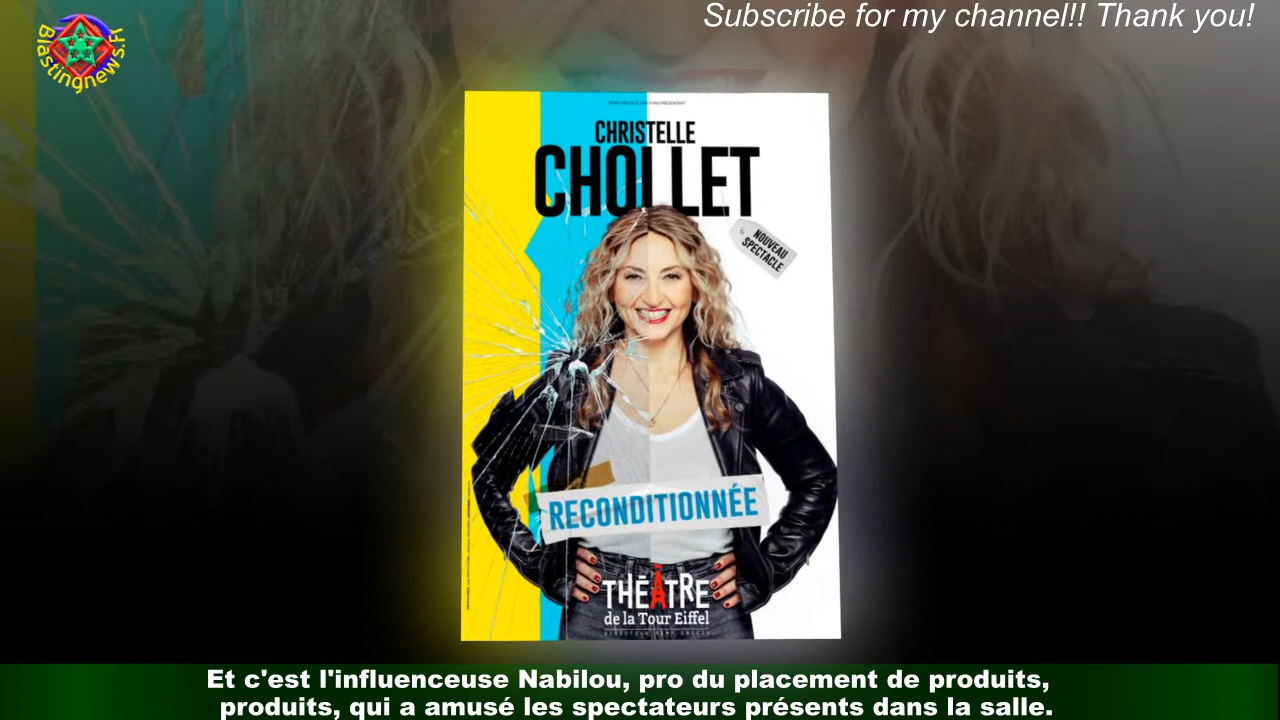 Subscribe for my channel!! Thank you!
Blastingnews.Fr
CHRISTELLE
CHOLLET
NOUVEAU
SPECTACLE
RECONDITIONNÉE
THÉÂTRE
de la Tour Eiffel
Et c'est l'influenceuse Nabilou, pro du placement de produits,
produits, qui a amusé les spectateurs présents dans la salle.